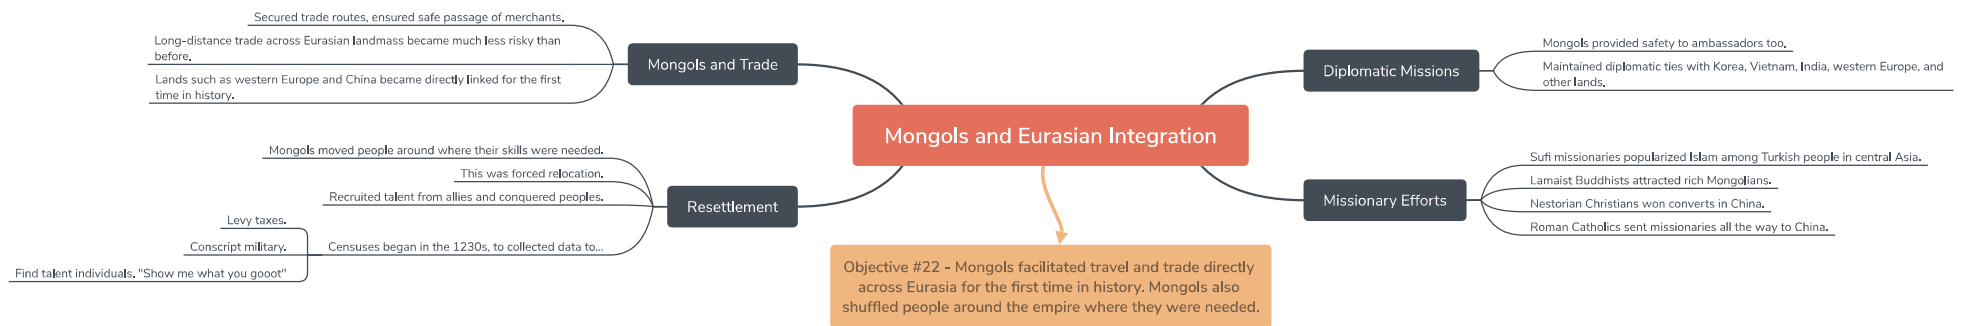 Mongols and Eurasian Integration
Mongols and Trade
Secured trade routes, ensured safe passage of merchants.
Long-distance trade across Eurasian landmass became much less risky than
before.
Lands such as western Europe and China became directly linked for the first
time in history.
Resettlement
Mongols moved people around where their skills were needed.
This was forced relocation.
Recruited talent from allies and conquered peoples.
Censuses began in the 1230s, to collected data to...
Levy taxes.
Conscript military.
Find talent individuals. "Show me what you gooot"
Diplomatic Missions
Mongols provided safety to ambassadors too.
Maintained diplomatic ties with Korea, Vietnam, India, western Europe, and
other lands.
Missionary Efforts
Sufi missionaries popularized Islam among Turkish people in central Asia.
Lamaist Buddhists attracted rich Mongolians.
Nestorian Christians won converts in China.
Roman Catholics sent missionaries all the way to China.
Objective #22 - Mongols facilitated travel and trade directly
across Eurasia for the first time in history. Mongols also
shuffled people around the empire where they were needed.